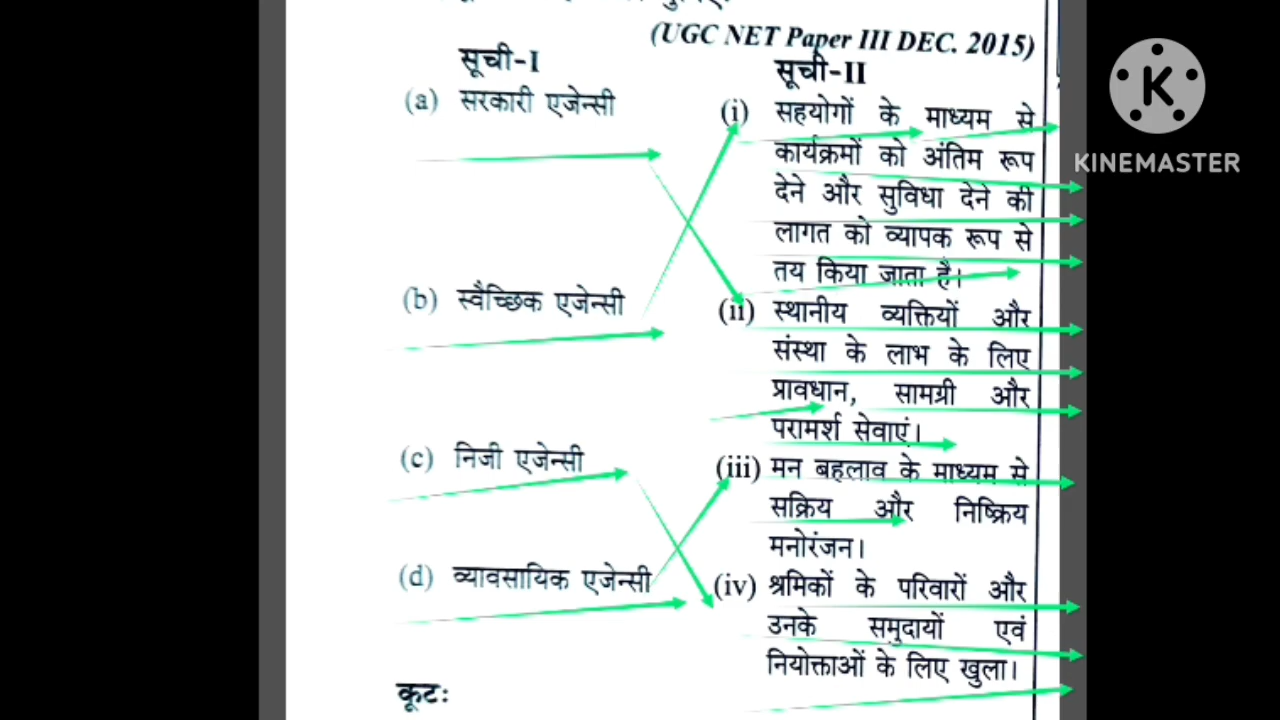 (UGC NET Paper III DEC. 2015)
सूची-I
सूची-II
(a) सरकारी एजेन्सी
(i) सहयोगों के माध्यम से
कार्यक्रमों को अंतिम रूप
देने और सुविधा देने की
लागत को व्यापक रूप से
तय किया जाता है।
(b) स्वैच्छिक एजेन्सी
(ii) स्थानीय व्यक्तियों और
संस्था के लाभ के लिए
प्रावधान, सामग्री और
परामर्श सेवाएं।
(c) निजी एजेन्सी
(iii) मन बहलाव के माध्यम से
सक्रिय और निष्क्रिय
मनोरंजन।
(d) व्यावसायिक एजेन्सी
(iv) श्रमिकों के परिवारों और
उनके समुदायों एवं
नियोक्ताओं के लिए खुला।
कूटः
K
KINEMASTER